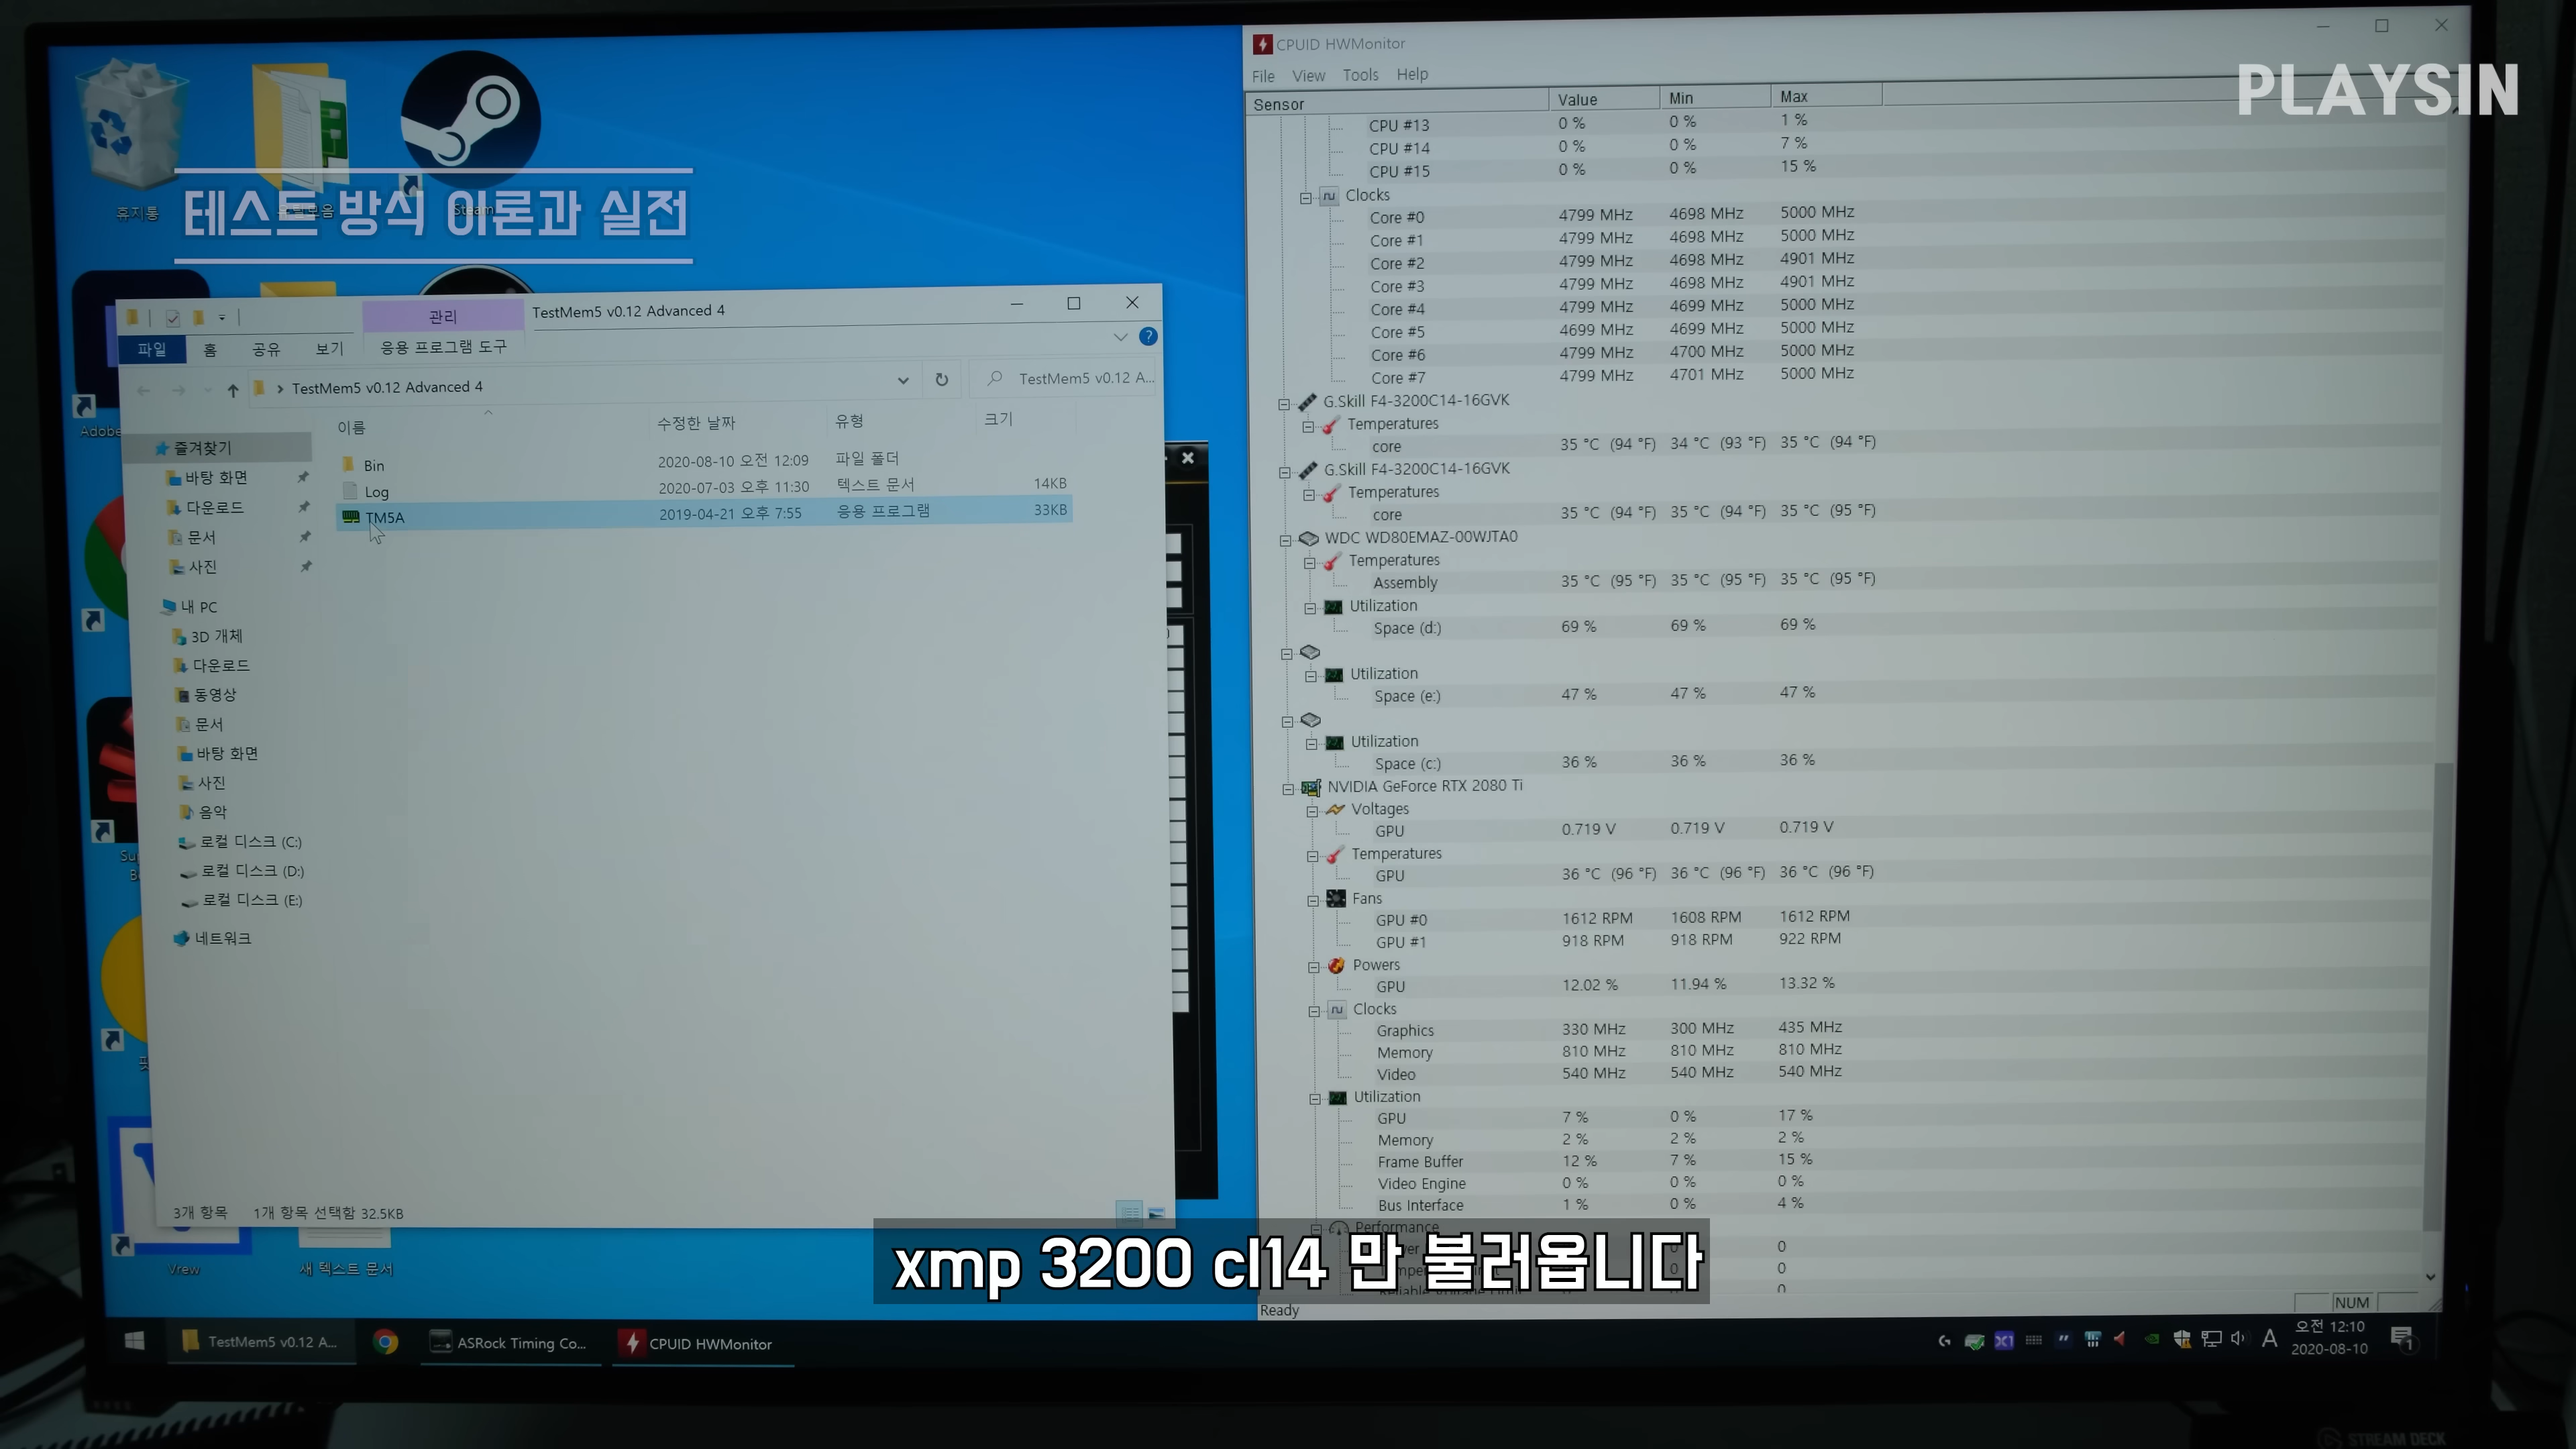 PLAYSIN
테스트 방식 이론과 실전
휴지통
Steam
Adobe
관리
TestMem5 v0.12 Advanced 4
파일 홈 공유 보기 응용 프로그램 도구
TestMem5 v0.12 Advanced 4
TestMem5 v0.12 A...
이름 수정한 날짜 유형 크기
Bin 2020-08-10 오전 12:09 파일 폴더
Log 2020-07-03 오후 11:30 텍스트 문서 14KB
TM5A 2019-04-21 오후 7:55 응용 프로그램 33KB
즐겨찾기
바탕 화면
다운로드
문서
사진
내 PC
3D 개체
다운로드
동영상
문서
바탕 화면
사진
음악
로컬 디스크 (C:)
로컬 디스크 (D:)
로컬 디스크 (E:)
네트워크
3개 항목 1개 항목 선택함 32.5KB
Vrew
새 텍스트 문서
CPUID HWMonitor
File View Tools Help
Sensor Value Min Max
CPU #13 0 % 0 % 1 %
CPU #14 0 % 0 % 7 %
CPU #15 0 % 0 % 15 %
Clocks
Core #0 4799 MHz 4698 MHz 5000 MHz
Core #1 4799 MHz 4698 MHz 5000 MHz
Core #2 4799 MHz 4698 MHz 4901 MHz
Core #3 4799 MHz 4698 MHz 4901 MHz
Core #4 4799 MHz 4699 MHz 5000 MHz
Core #5 4699 MHz 4699 MHz 5000 MHz
Core #6 4799 MHz 4700 MHz 5000 MHz
Core #7 4799 MHz 4701 MHz 5000 MHz
G.Skill F4-3200C14-16GVK
Temperatures
core 35 °C (94 °F) 34 °C (93 °F) 35 °C (94 °F)
G.Skill F4-3200C14-16GVK
Temperatures
core 35 °C (94 °F) 35 °C (94 °F) 35 °C (95 °F)
WDC WD80EMAZ-00WJTA0
Temperatures
Assembly 35 °C (95 °F) 35 °C (95 °F) 35 °C (95 °F)
Utilization
Space (d:) 69 % 69 % 69 %
Utilization
Space (e:) 47 % 47 % 47 %
Utilization
Space (c:) 36 % 36 % 36 %
NVIDIA GeForce RTX 2080 Ti
Voltages
GPU 0.719 V 0.719 V 0.719 V
Temperatures
GPU 36 °C (96 °F) 36 °C (96 °F) 36 °C (96 °F)
Fans
GPU #0 1612 RPM 1608 RPM 1612 RPM
GPU #1 918 RPM 918 RPM 922 RPM
Powers
GPU 12.02 % 11.94 % 13.32 %
Clocks
Graphics 330 MHz 300 MHz 435 MHz
Memory 810 MHz 810 MHz 810 MHz
Video 540 MHz 540 MHz 540 MHz
Utilization
GPU 7 % 0 % 17 %
Memory 2 % 2 % 2 %
Frame Buffer 12 % 7 % 15 %
Video Engine 0 % 0 % 0 %
Bus Interface 1 % 0 % 4 %
Performance
0 0
0 0
0
Ready NUM
xmp 3200 cl14 만 불러옵니다
TestMem5 v0.12 A... ASRock Timing Co... CPUID HWMonitor
A 오전 12:10
2020-08-10
STREAM DECK